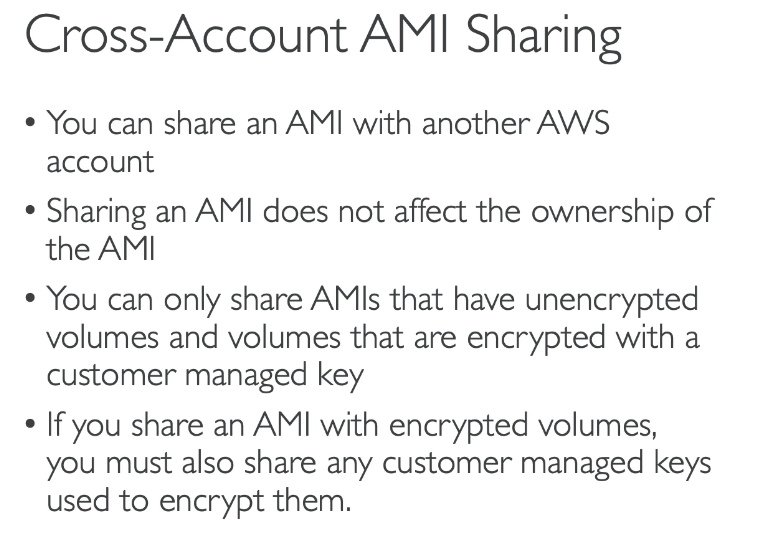 Cross-Account AMI Sharing
• You can share an AMI with another AWS
account
• Sharing an AMI does not affect the ownership of
the AMI
• You can only share AMIs that have unencrypted
volumes and volumes that are encrypted with a
customer managed key
• If you share an AMI with encrypted volumes,
you must also share any customer managed keys
used to encrypt them.